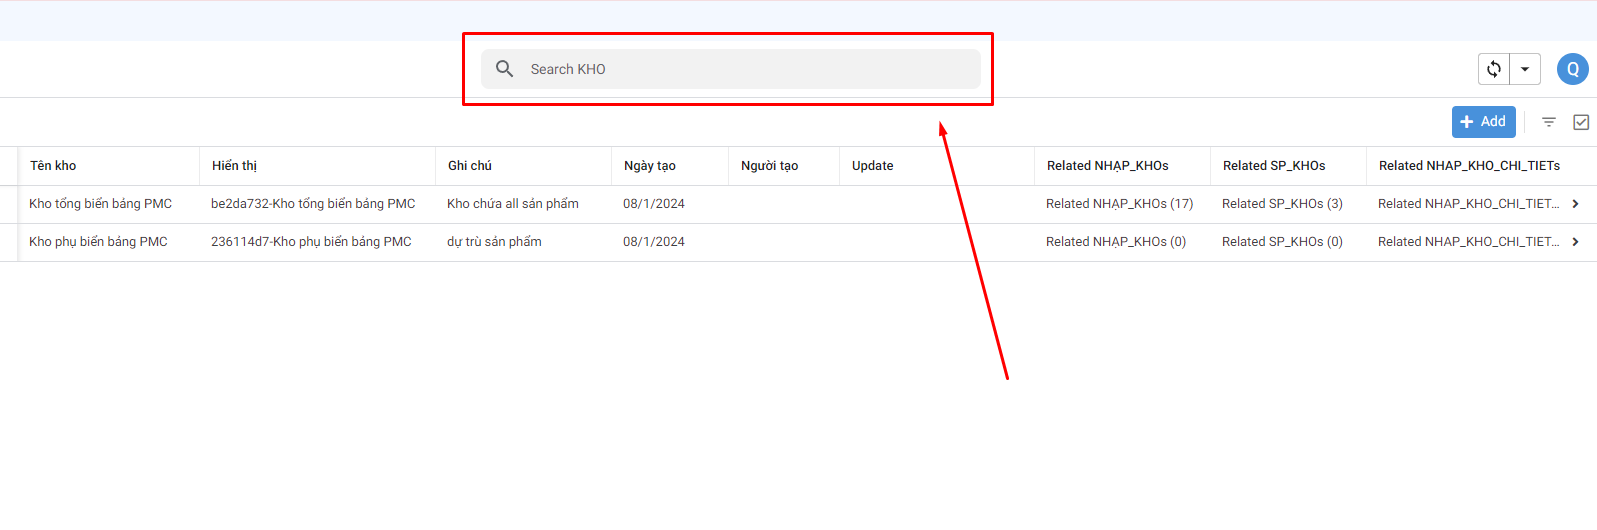 Search KHO
Q
Add
Tên kho Hiển thị Ghi chú Ngày tạo Người tạo Update Related NHẬP_KHOs Related SP_KHOs Related NHAP_KHO_CHI_TIETs
Kho tổng biển bảng PMC be2da732-Kho tổng biển bảng PMC Kho chứa all sản phẩm 08/1/2024 Related NHẬP_KHOs (17) Related SP_KHOs (3) Related NHAP_KHO_CHI_TIET...
Kho phụ biển bảng PMC 236114d7-Kho phụ biển bảng PMC dự trù sản phẩm 08/1/2024 Related NHẬP_KHOs (0) Related SP_KHOs (0) Related NHAP_KHO_CHI_TIET...